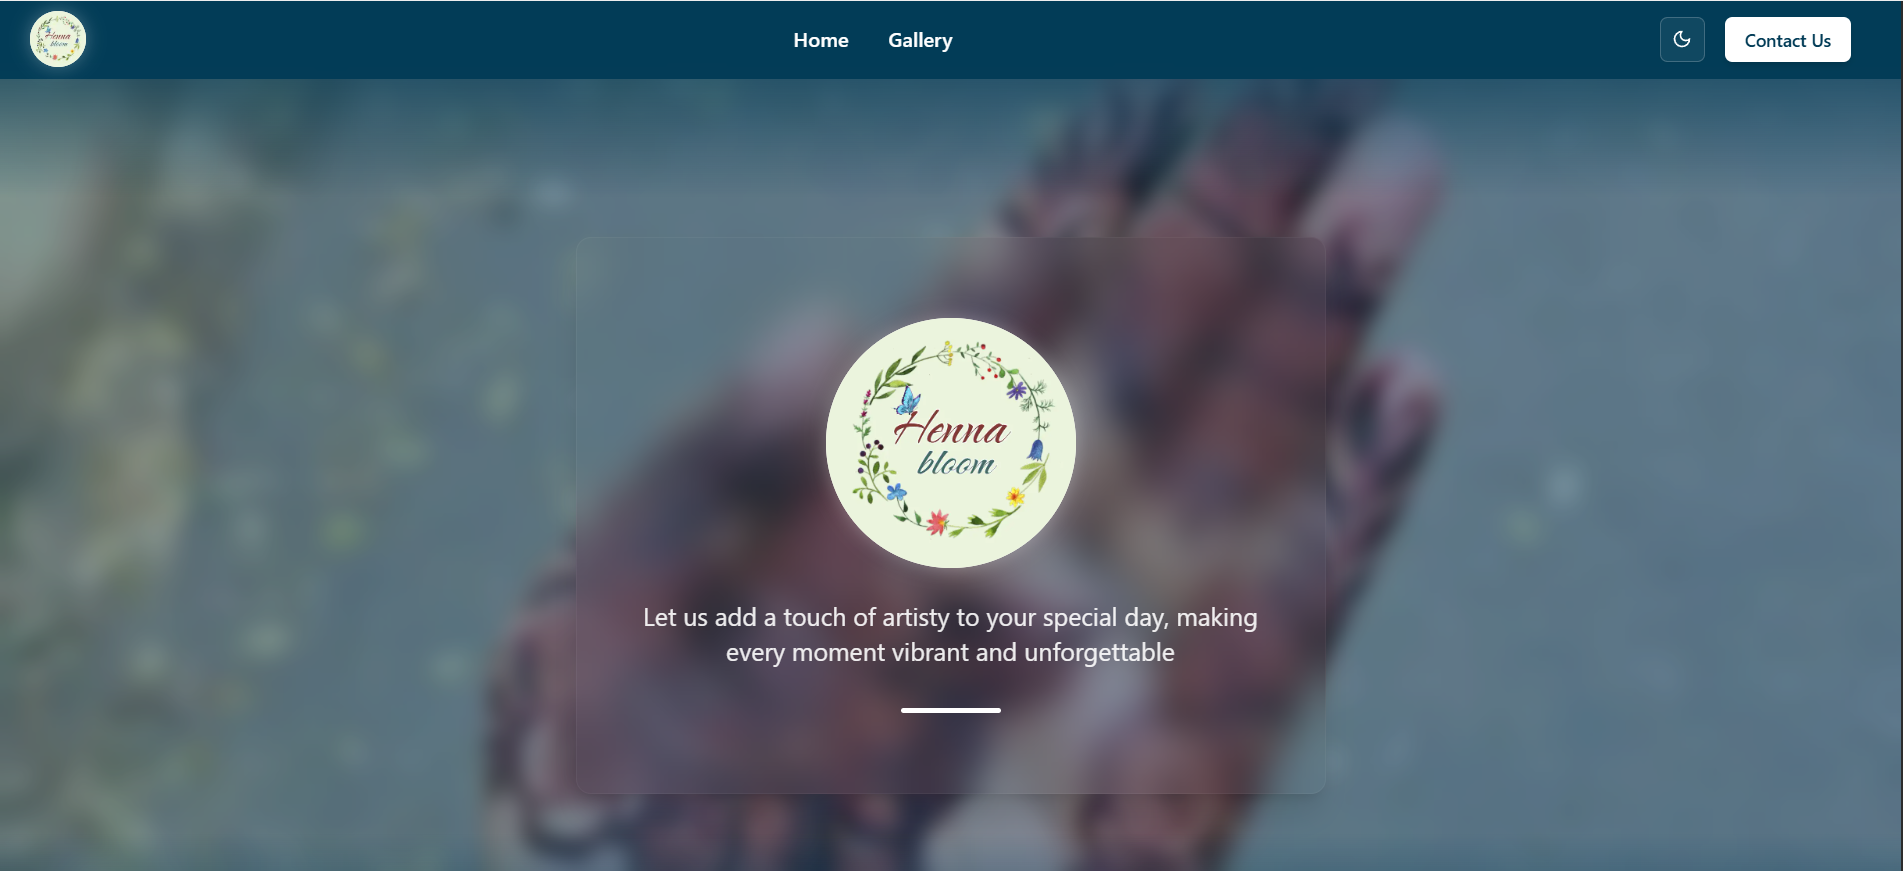 Henna
bloom
Home
Gallery
Contact Us
Henna
bloom
Let us add a touch of artisty to your special day, making
every moment vibrant and unforgettable